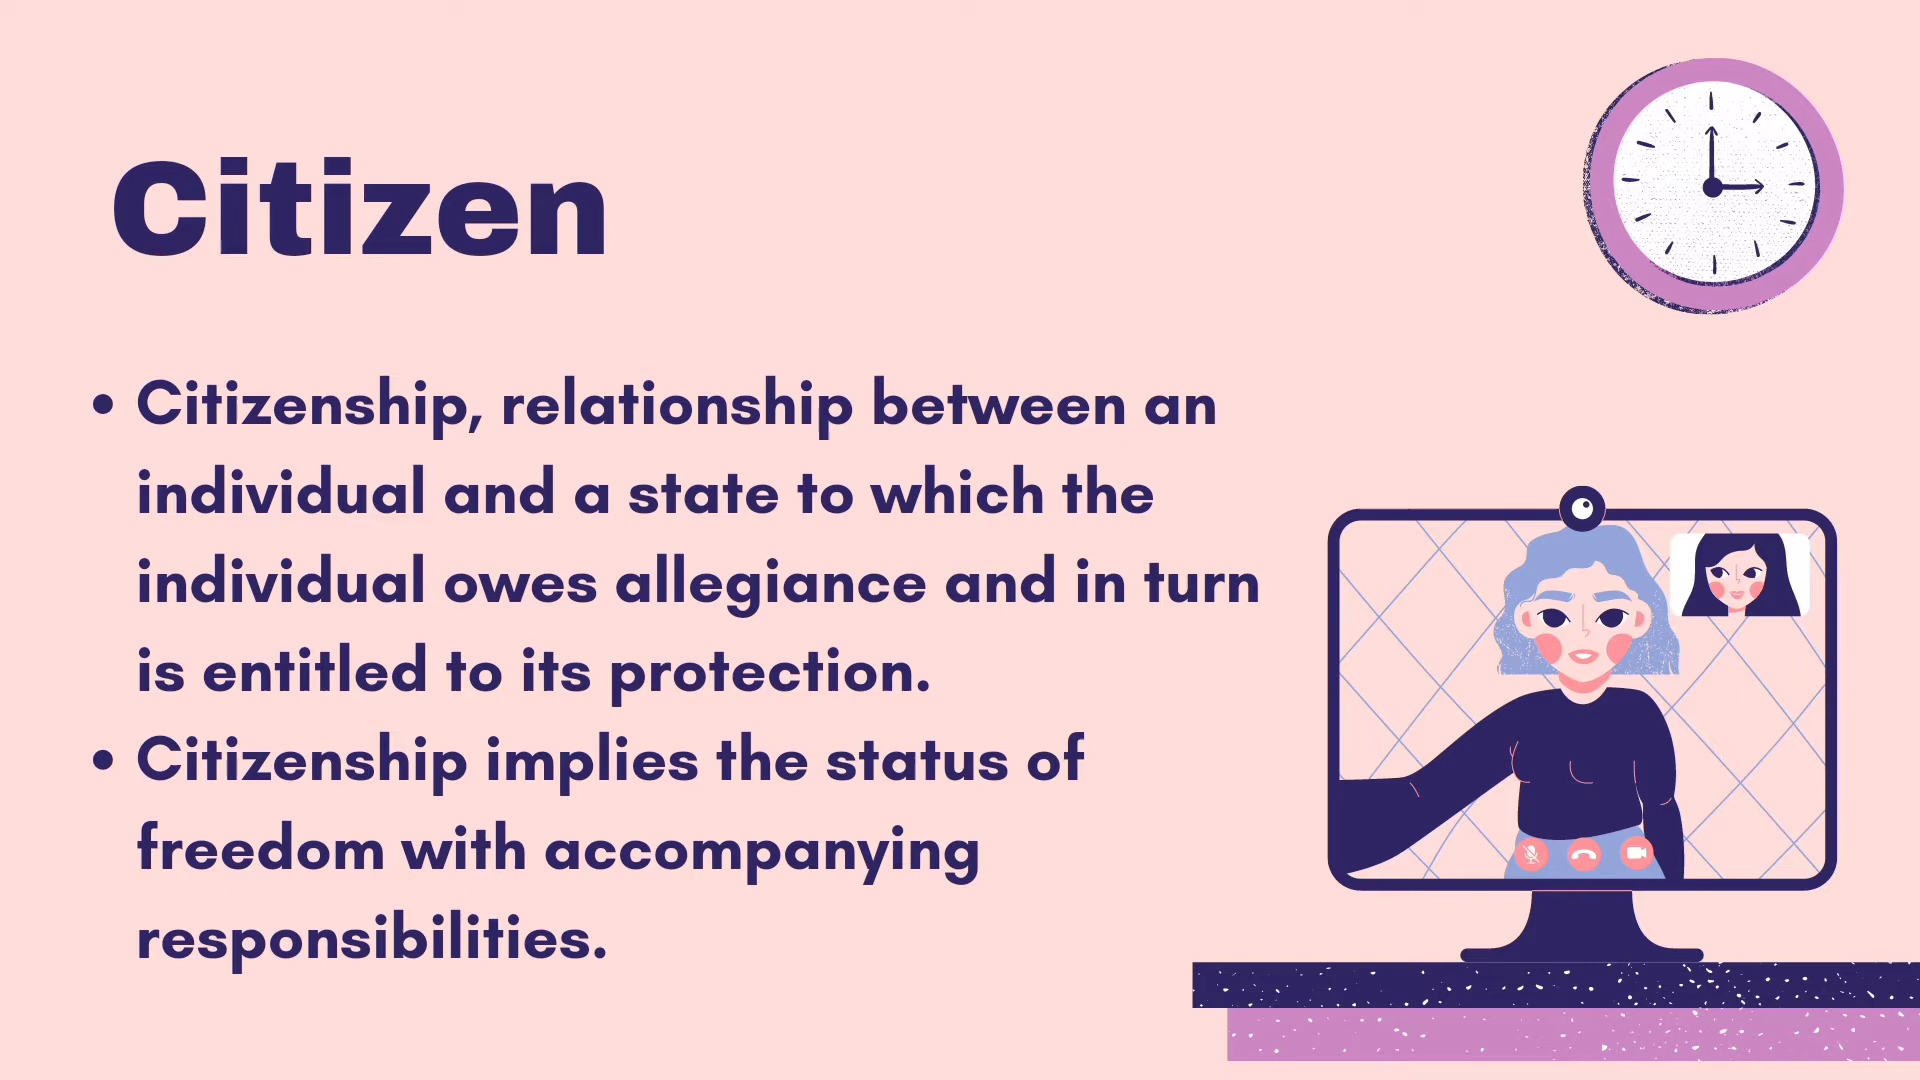 Citizen
• Citizenship, relationship between an
individual and a state to which the
individual owes allegiance and in turn
is entitled to its protection.
• Citizenship implies the status of
freedom with accompanying
responsibilities.